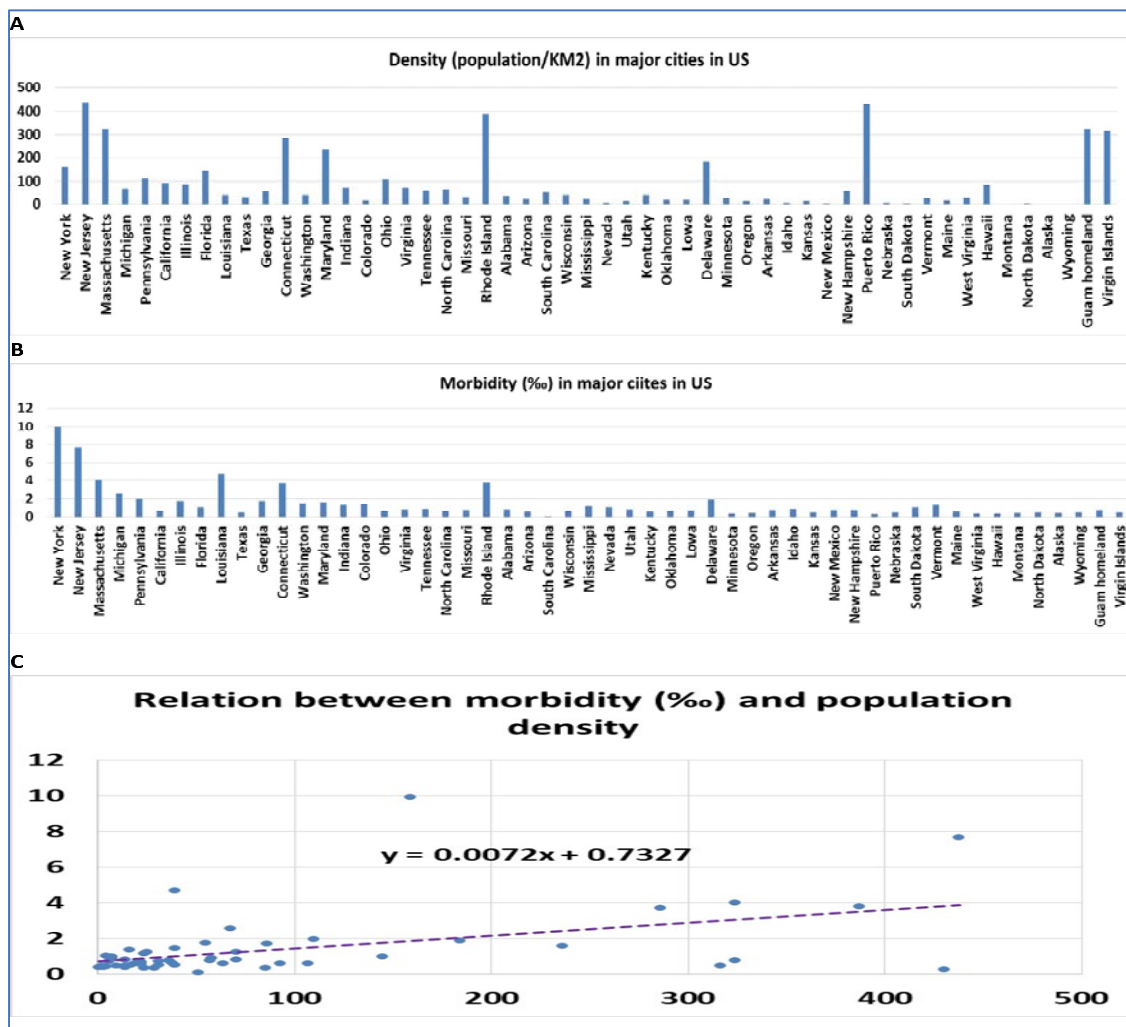 A
Density (population/KM2) in major cities in US
500
400
300
200
100
0
New York
New Jersey
Massachusetts
Michigan
Pennsylvania
California
Illinois
Florida
Louisiana
Texas
Georgia
Connecticut
Washington
Maryland
Indiana
Colorado
Ohio
Virginia
Tennessee
North Carolina
Missouri
Rhode Island
Alabama
Arizona
South Carolina
Wisconsin
Mississippi
Nevada
Utah
Kentucky
Oklahoma
Lowa
Delaware
Minnesota
Oregon
Arkansas
Idaho
Kansas
New Mexico
New Hampshire
Puerto Rico
Nebraska
South Dakota
Vermont
Maine
West Virginia
Hawaii
Montana
North Dakota
Alaska
Wyoming
Guam homeland
Virgin Islands
B
Morbidity (‰) in major ciites in US
12
10
8
6
4
2
0
New York
New Jersey
Massachusetts
Michigan
Pennsylvania
California
Illinois
Florida
Louisiana
Texas
Georgia
Connecticut
Washington
Maryland
Indiana
Colorado
Ohio
Virginia
Tennessee
North Carolina
Missouri
Rhode Island
Alabama
Arizona
South Carolina
Wisconsin
Mississippi
Nevada
Utah
Kentucky
Oklahoma
Lowa
Delaware
Minnesota
Oregon
Arkansas
Idaho
Kansas
New Mexico
New Hampshire
Puerto Rico
Nebraska
South Dakota
Vermont
Maine
West Virginia
Hawaii
Montana
North Dakota
Alaska
Wyoming
Guam homeland
Virgin Islands
C
Relation between morbidity (‰) and population
density
12
10
8
6
4
2
0
y = 0.0072x + 0.7327
0
100
200
300
400
500